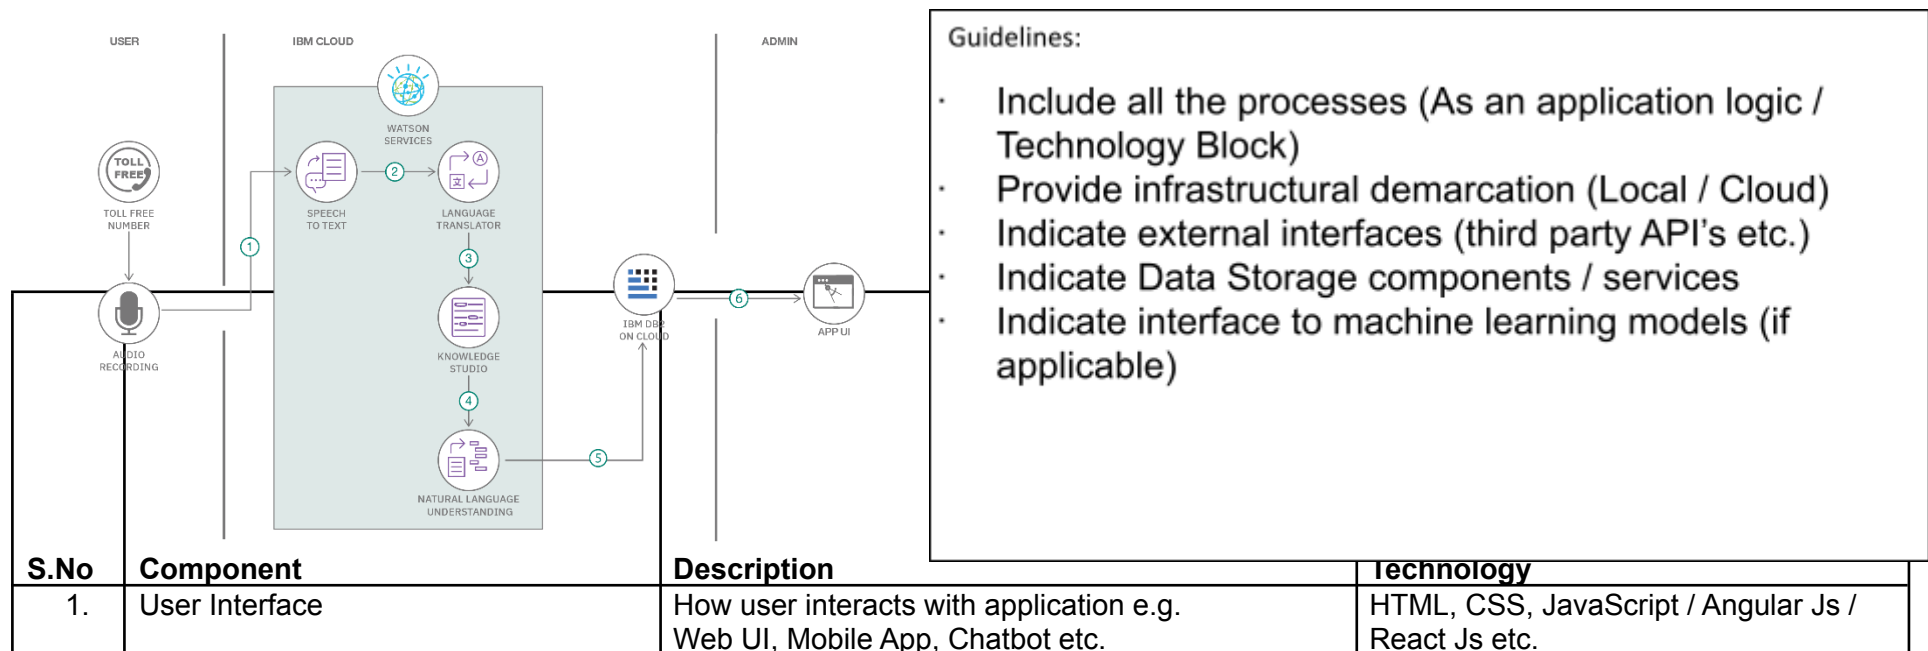 USER
IBM CLOUD
ADMIN
WATSON
SERVICES
TOLL
FREE
TOLL FREE
NUMBER
SPEECH
TO TEXT
2
LANGUAGE
TRANSLATOR
A
文
1
3
AUDIO
RECORDING
KNOWLEDGE
STUDIO
4
NATURAL LANGUAGE
UNDERSTANDING
5
IBM DB2
ON CLOUD
6
APP UI
Guidelines:
· Include all the processes (As an application logic /
Technology Block)
· Provide infrastructural demarcation (Local / Cloud)
· Indicate external interfaces (third party API's etc.)
· Indicate Data Storage components / services
· Indicate interface to machine learning models (if
applicable)
S.No Component Description Technology
1. User Interface How user interacts with application e.g. HTML, CSS, JavaScript / Angular Js /
Web UI, Mobile App, Chatbot etc. React Js etc.